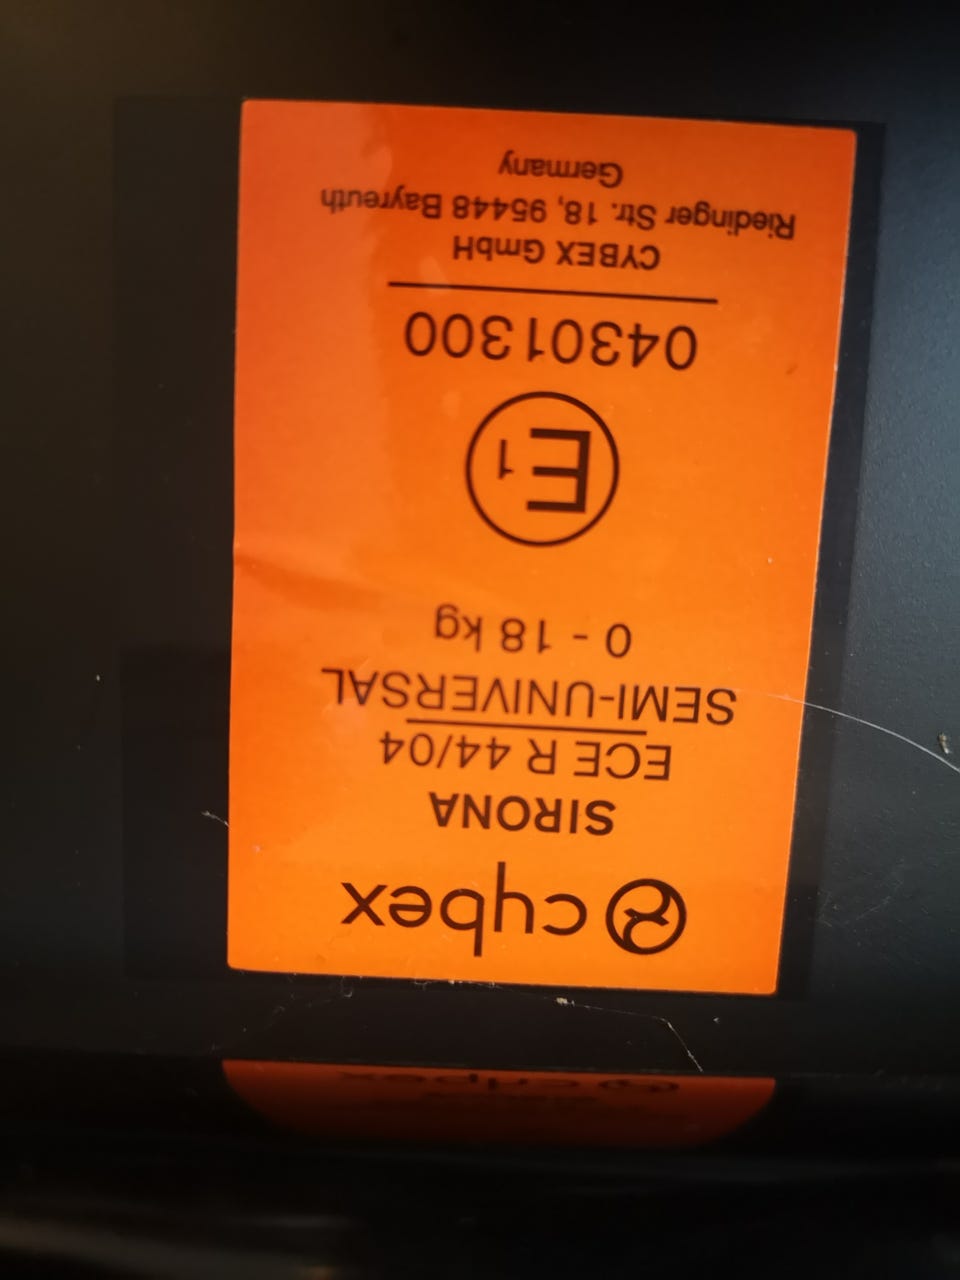 cybex
SIRONA
ECE R 44/04
SEMI-UNIVERSAL
0 - 18 kg
E1
04301300
CYBEX GmbH
Riedinger Str. 18, 95448 Bayreuth
Germany
cybex